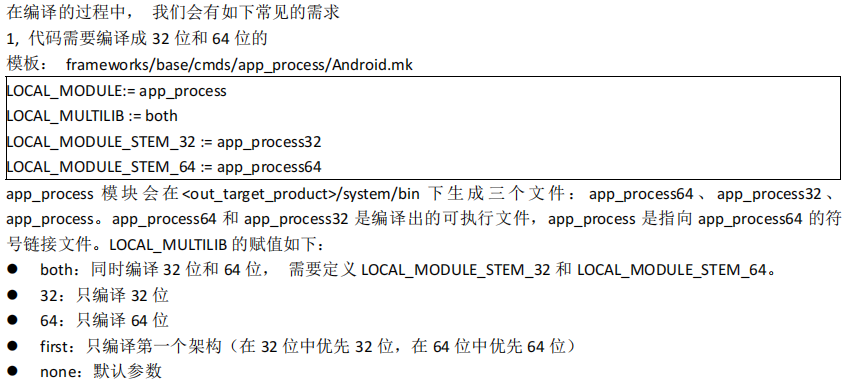 在编译的过程中， 我们会有如下常见的需求
1, 代码需要编译成 32 位和 64 位的
模板： frameworks/base/cmds/app_process/Android.mk
LOCAL_MODULE:= app_process
LOCAL_MULTILIB := both
LOCAL_MODULE_STEM_32 := app_process32
LOCAL_MODULE_STEM_64 := app_process64
app_process 模块会在<out_target_product>/system/bin 下生成三个文件：app_process64、app_process32、
app_process。app_process64 和 app_process32 是编译出的可执行文件，app_process 是指向 app_process64 的符
号链接文件。LOCAL_MULTILIB 的赋值如下：
● both：同时编译 32 位和 64 位， 需要定义 LOCAL_MODULE_STEM_32 和 LOCAL_MODULE_STEM_64。
● 32：只编译 32 位
● 64：只编译 64 位
● first：只编译第一个架构（在 32 位中优先 32 位，在 64 位中优先 64 位）
● none：默认参数